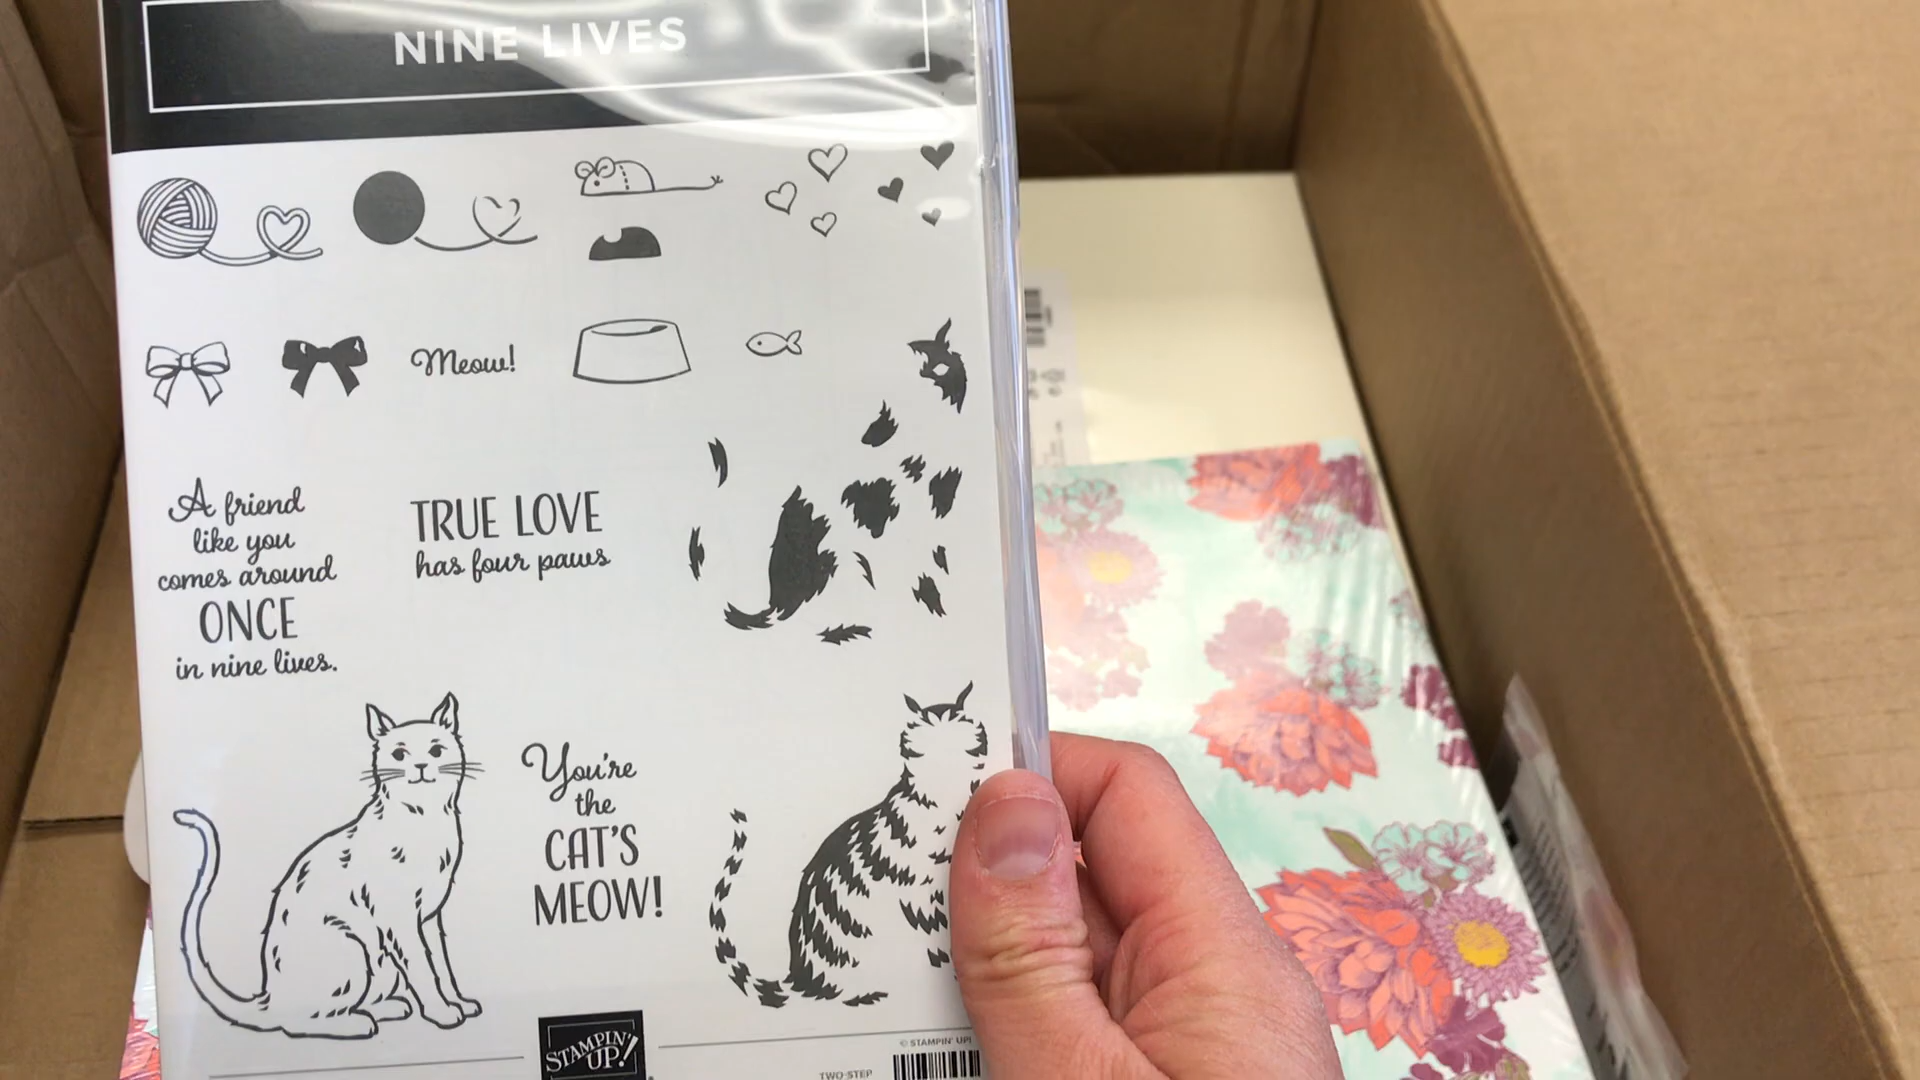 NINE LIVES
Meow!
A friend
like you
comes around
ONCE
in nine lives.
TRUE LOVE
has four paws
You're
the
CAT'S
MEOW!
STAMPIN'
UP!
© STAMPIN' UP!
TWO-STEP